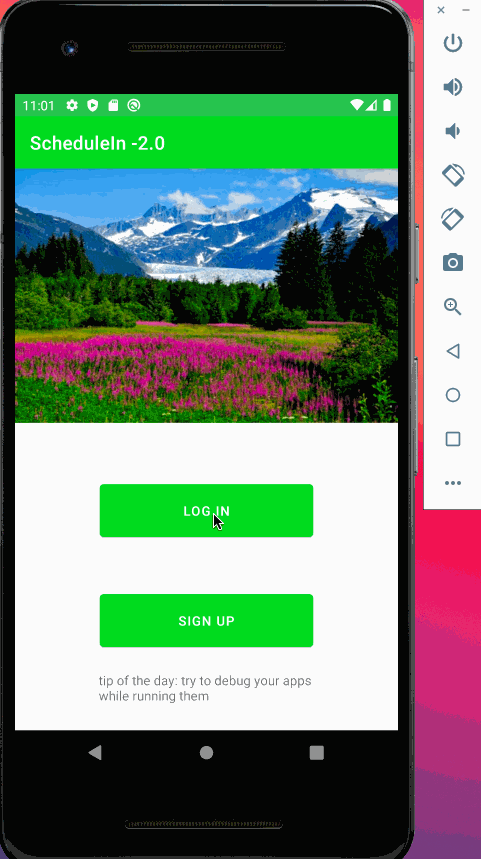 11:01
ScheduleIn -2.0
LOG IN
SIGN UP
tip of the day: try to debug your apps
while running them